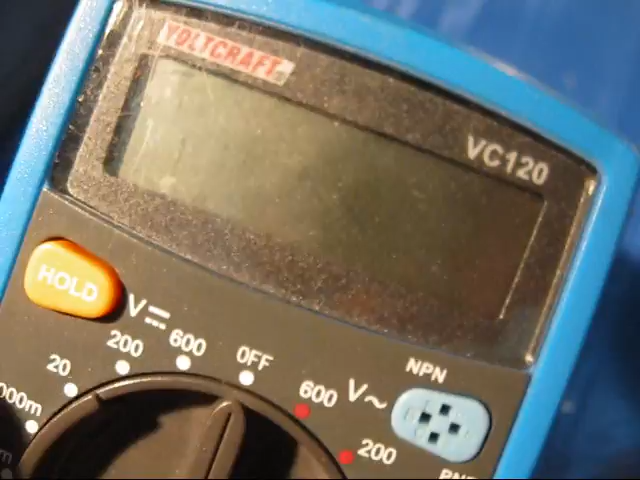 VOLTCRAFT
VC120
HOLD
V⎓
600
OFF
200
20
NPN
600
V~
200